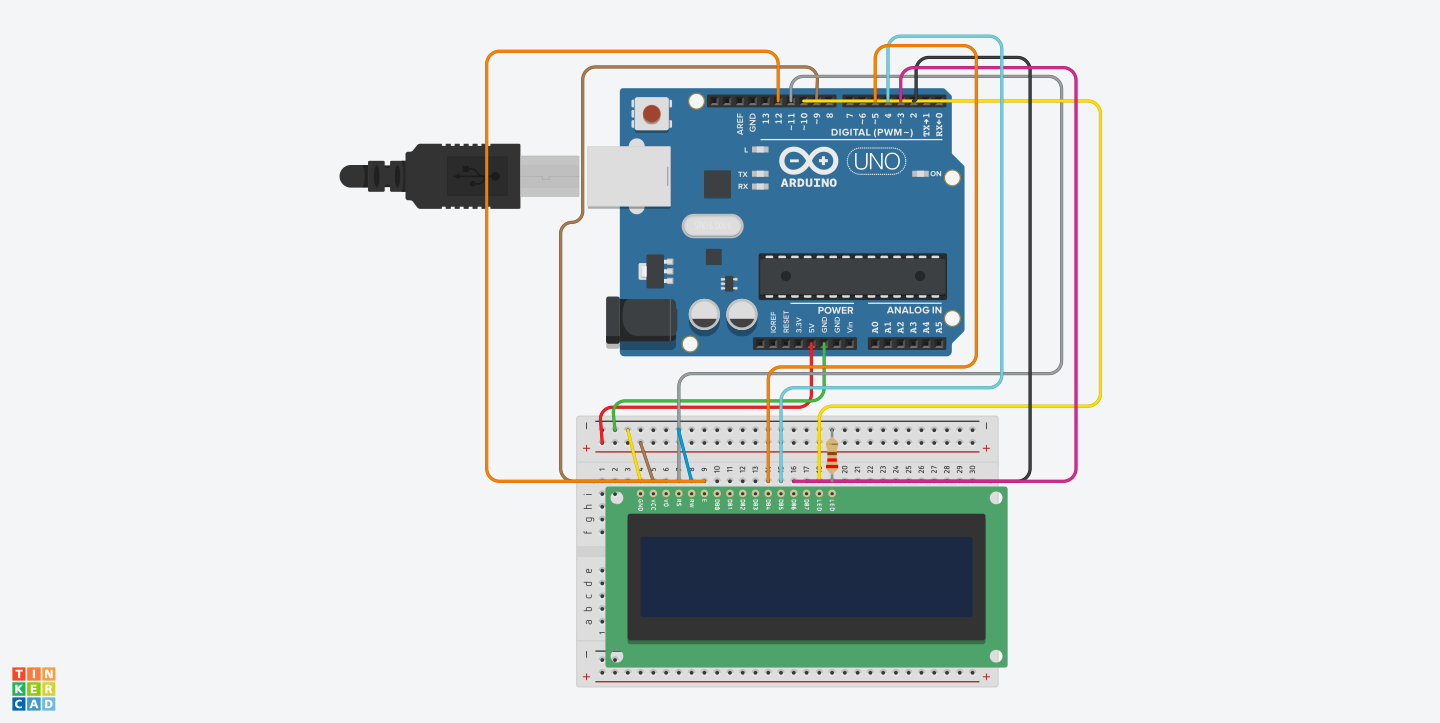 AREF
GND
13
12
~11
~10
~9
8
7
~6
~5
4
~3
2
TX→1
RX←0
DIGITAL (PWM~)
L
TX
RX
UNO
ON
ARDUINO
POWER
ANALOG IN
IOREF
RESET
3.3V
5V
GND
GND
Vin
A0
A1
A2
A3
A4
A5
1 2 3 4 5 6 7 8 9 10 11 12 13 14 15 16 17 18 19 20 21 22 23 24 25 26 27 28 29 30
i
h
g
f
GND
VCC
V0
RS
RW
E
DB0
DB1
DB2
DB3
DB4
DB5
DB6
DB7
LED
LED
e
d
c
b
a
1
TIN
KER
CAD